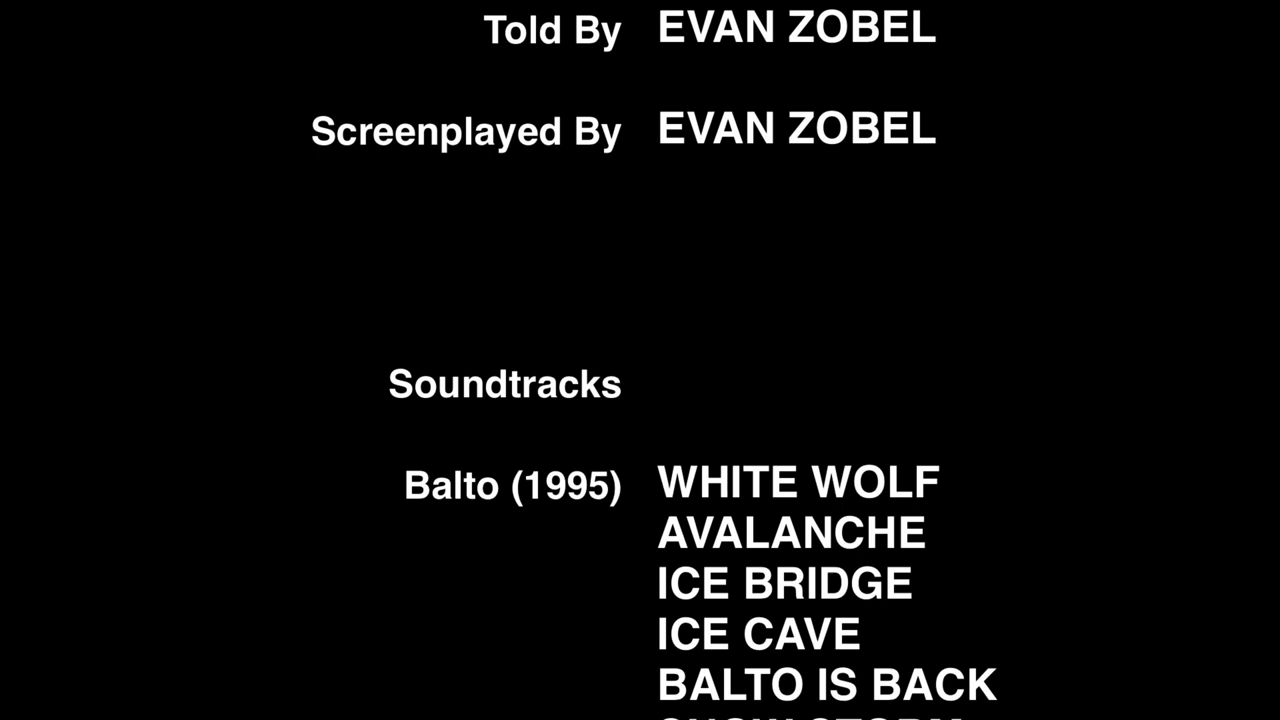 Told By EVAN ZOBEL
Screenplayed By EVAN ZOBEL
Soundtracks
Balto (1995) WHITE WOLF
AVALANCHE
ICE BRIDGE
ICE CAVE
BALTO IS BACK